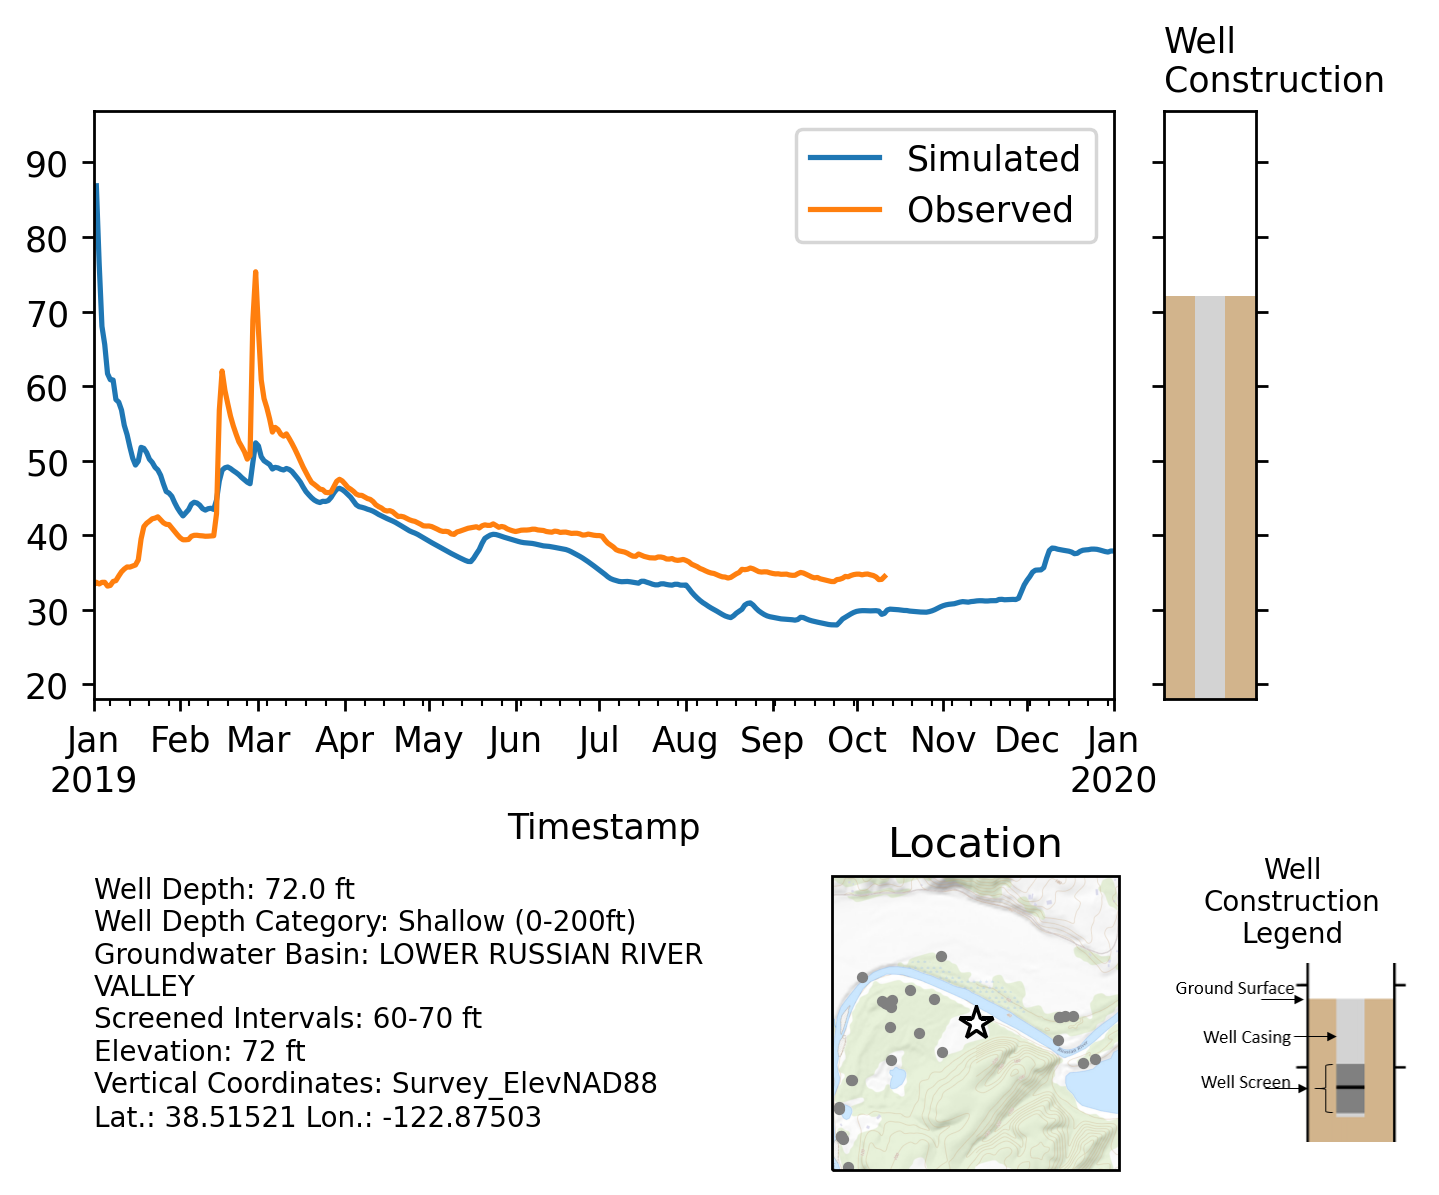 Well
Construction
Simulated
Observed
90
80
70
60
50
40
30
20
Jan Feb Mar Apr May Jun Jul Aug Sep Oct Nov Dec Jan
2019 2020
Timestamp
Well Depth: 72.0 ft
Well Depth Category: Shallow (0-200ft)
Groundwater Basin: LOWER RUSSIAN RIVER
VALLEY
Screened Intervals: 60-70 ft
Elevation: 72 ft
Vertical Coordinates: Survey_ElevNAD88
Lat.: 38.51521 Lon.: -122.87503
Location
Russian River
Well
Construction
Legend
Ground Surface
Well Casing
Well Screen